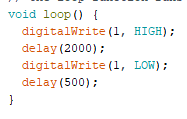 void loop() {
  digitalWrite(1, HIGH);
  delay(2000);
  digitalWrite(1, LOW);
  delay(500);
}